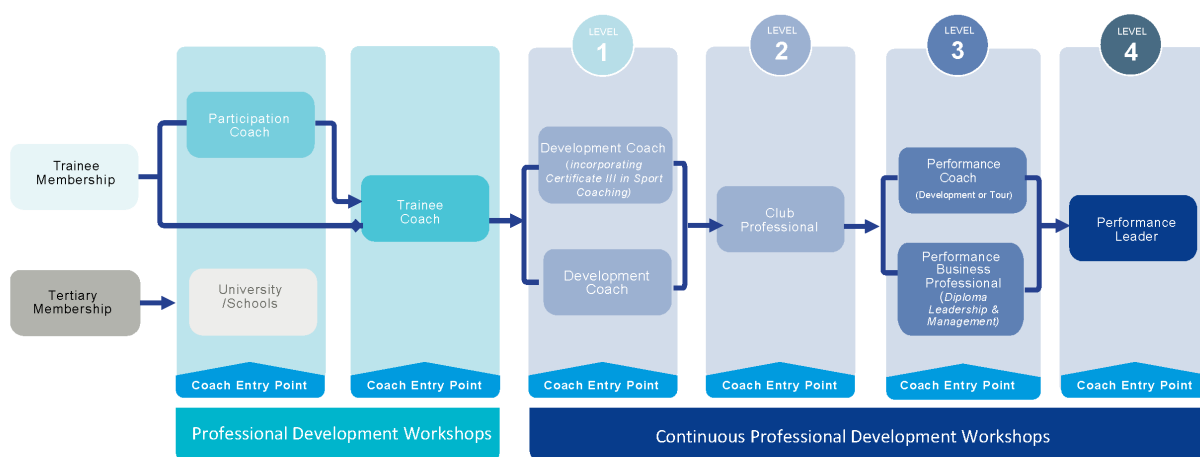 LEVEL
1
LEVEL
2
LEVEL
3
LEVEL
4
Participation
Coach
Trainee
Membership
Trainee
Coach
Development Coach
(incorporating
Certificate III in Sport
Coaching)
Club
Professional
Performance
Coach
(Development or Tour)
Performance
Leader
Tertiary
Membership
University
/Schools
Development
Coach
Performance
Business
Professional
(Diploma
Leadership &
Management)
Coach Entry Point
Coach Entry Point
Coach Entry Point
Coach Entry Point
Coach Entry Point
Coach Entry Point
Professional Development Workshops
Continuous Professional Development Workshops